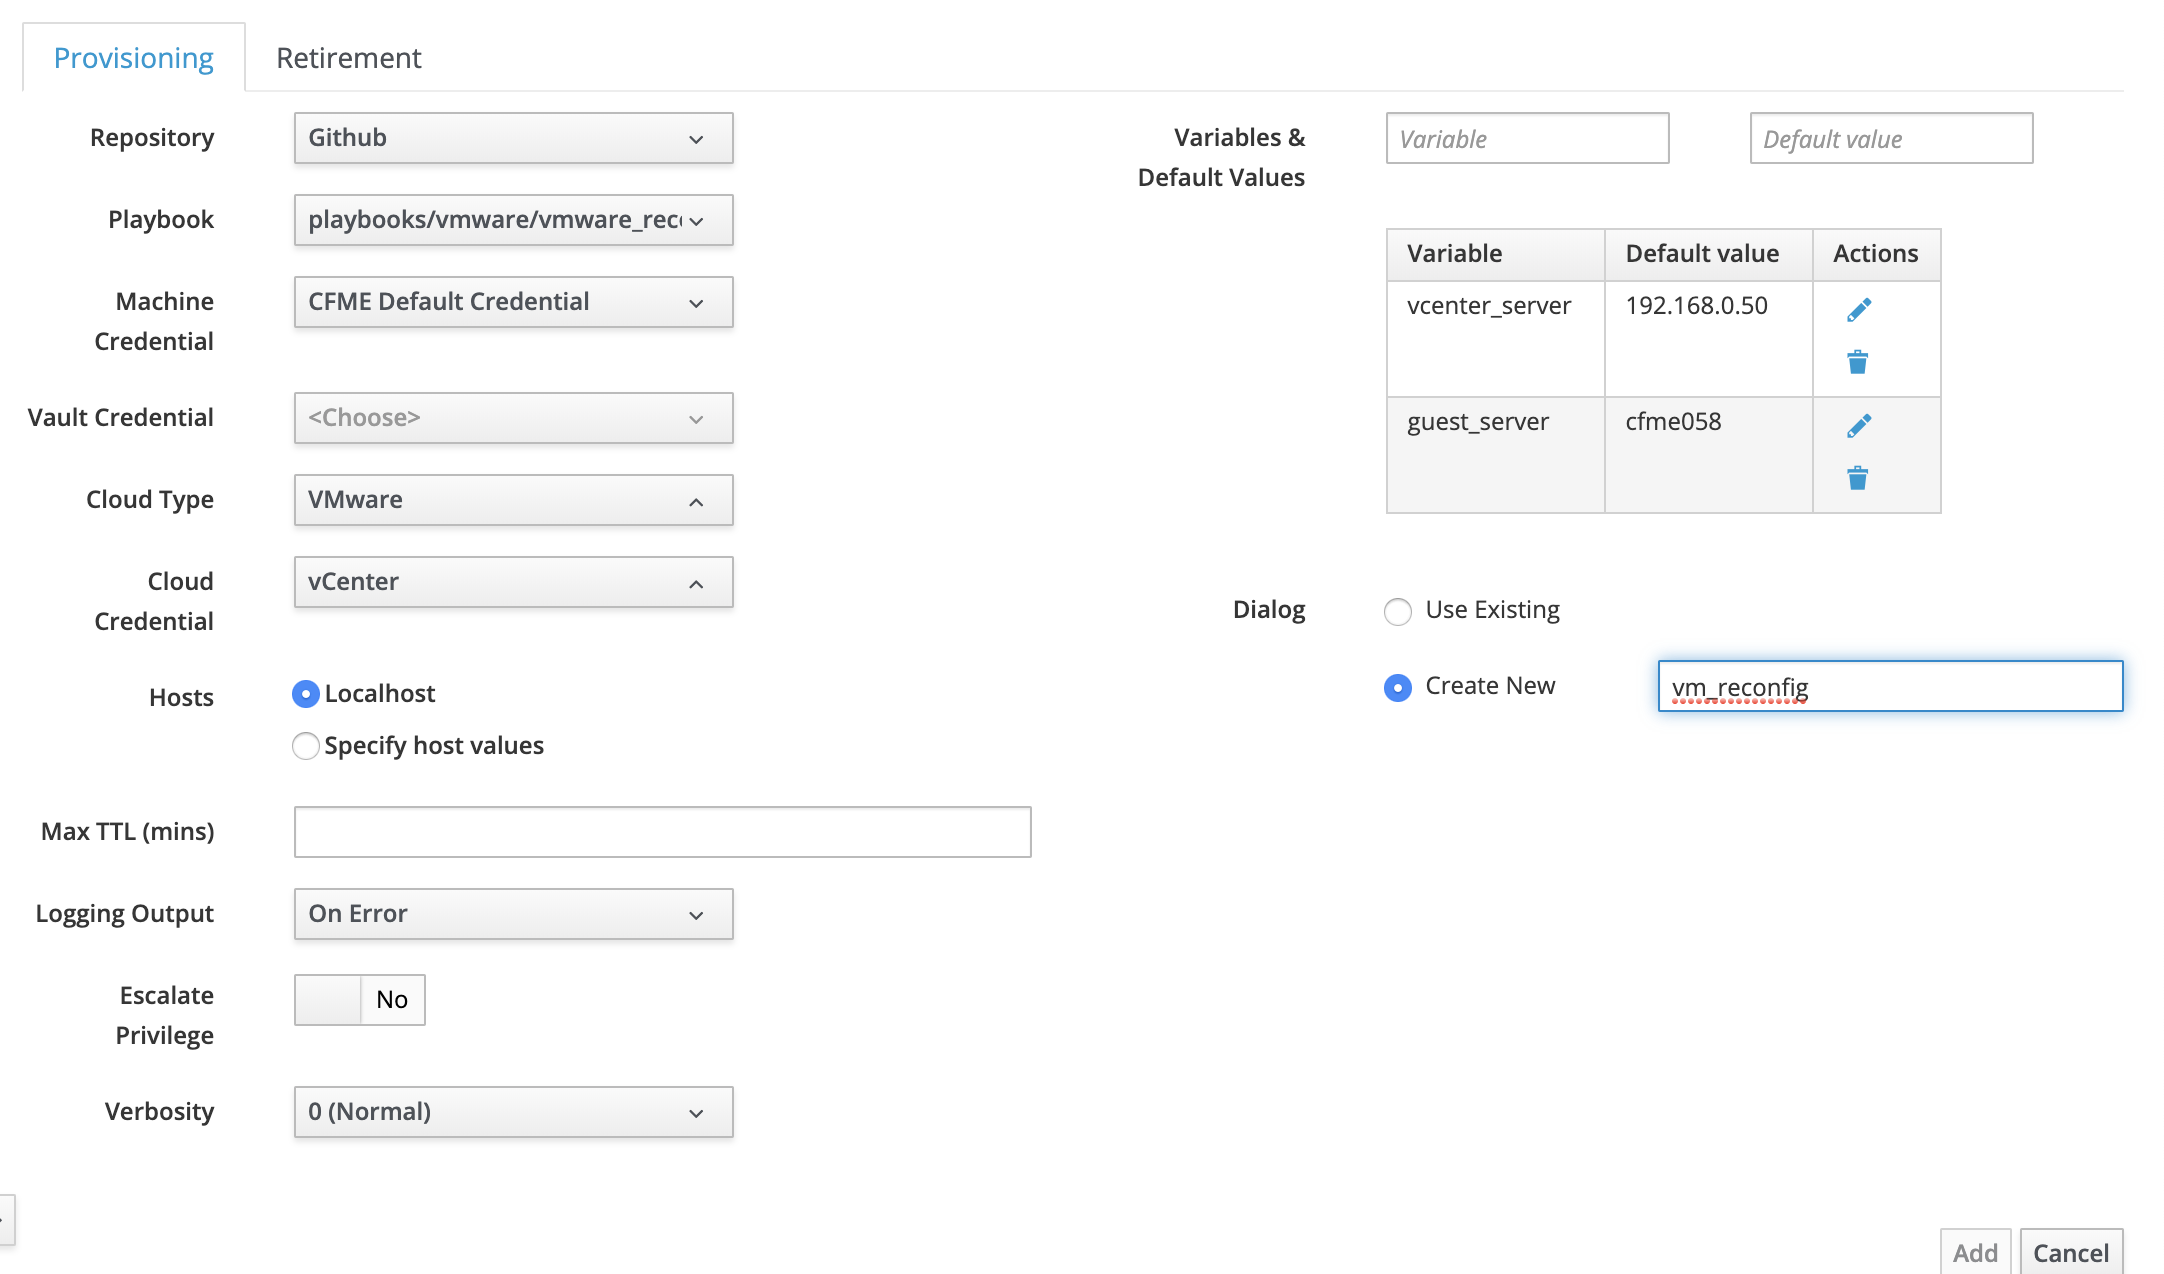 Provisioning
Retirement
Repository
Github
Playbook
playbooks/vmware/vmware_rec
Machine
Credential
CFME Default Credential
Vault Credential
<Choose>
Cloud Type
VMware
Cloud
Credential
vCenter
Hosts
Localhost
Specify host values
Max TTL (mins)
Logging Output
On Error
Escalate
Privilege
No
Verbosity
0 (Normal)
Variables &
Default Values
Variable
Default value
Variable Default value Actions
vcenter_server 192.168.0.50
guest_server cfme058
Dialog
Use Existing
Create New
vm_reconfig
Add
Cancel